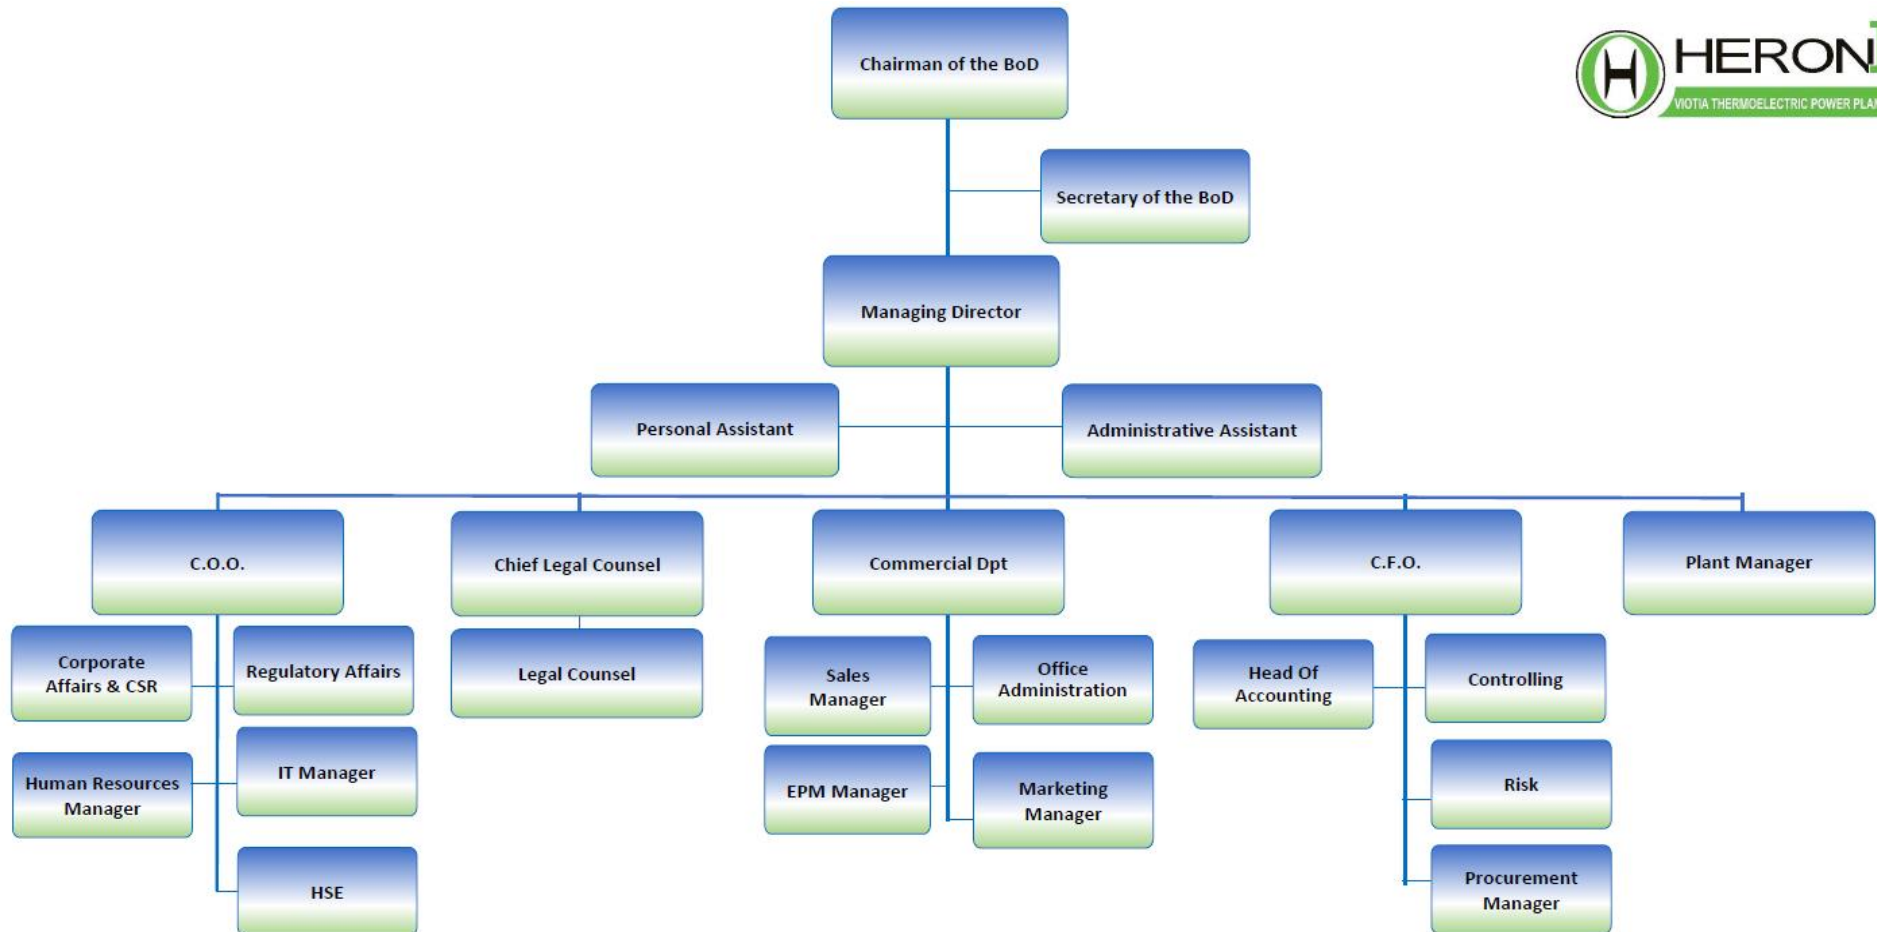 Chairman of the BoD
HERON
VIOTIA THERMOELECTRIC POWER
Secretary of the BoD
Managing Director
Personal Assistant
Administrative Assistant
C.O.O.
Chief Legal Counsel
Commercial Dpt
C.F.O.
Plant Manager
Corporate
Affairs & CSR
Regulatory Affairs
Legal Counsel
Sales
Manager
Office
Administration
Head Of
Accounting
Controlling
Human Resources
Manager
IT Manager
EPM Manager
Marketing
Manager
Risk
HSE
Procurement
Manager